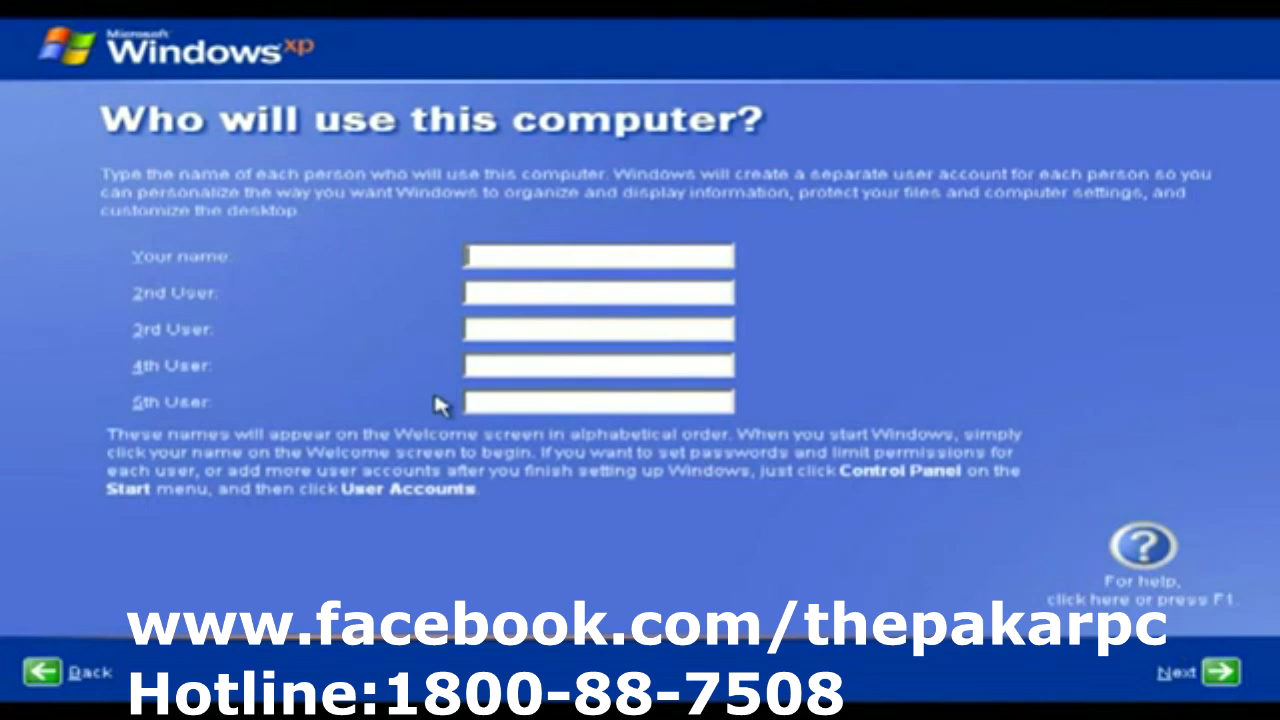 Microsoft
Windows xp
Who will use this computer?
Type the name of each person who will use this computer. Windows will create a separate user account for each person so you
can personalize the way you want Windows to organize and display information, protect your files and computer settings, and
customize the desktop.
Your name:
2nd User:
3rd User:
4th User:
5th User:
These names will appear on the Welcome screen in alphabetical order. When you start Windows, simply
click your name on the Welcome screen to begin. If you want to set passwords and limit permissions for
each user, or add more user accounts after you finish setting up Windows, just click Control Panel on the
Start menu, and then click User Accounts.
For help,
click here or press F1.
www.facebook.com/thepakarpc
Back
Next
Hotline:1800-88-7508